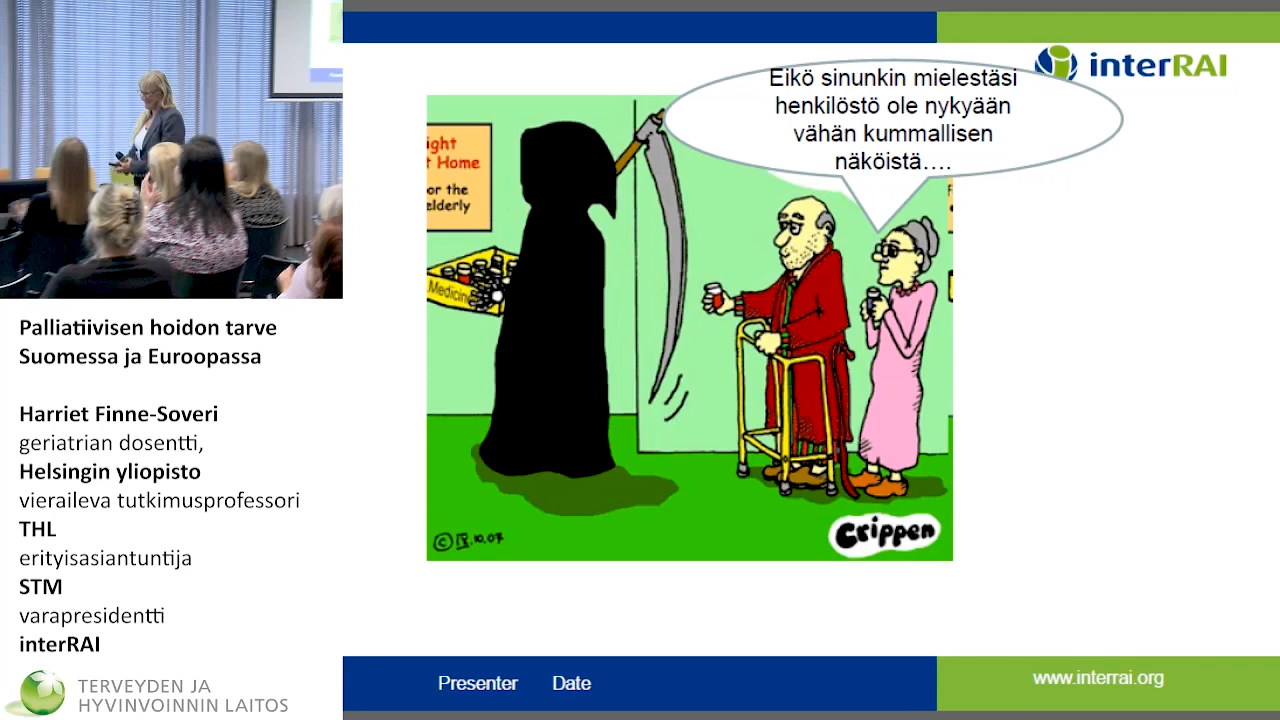 Palliatiivisen hoidon tarve
Suomessa ja Euroopassa
Harriet Finne-Soveri
geriatrian dosentti,
Helsingin yliopisto
vieraileva tutkimusprofessori
THL
erityisasiantuntija
STM
varapresidentti
interRAI
TERVEYDEN JA
HYVINVOINNIN LAITOS
interRAI
Eikö sinunkin mielestäsi
henkilöstö ole nykyään
vähän kummallisen
näköistä....
ight
t Home
or the
elderly
Medicin
Crippen
Presenter Date
www.interrai.org